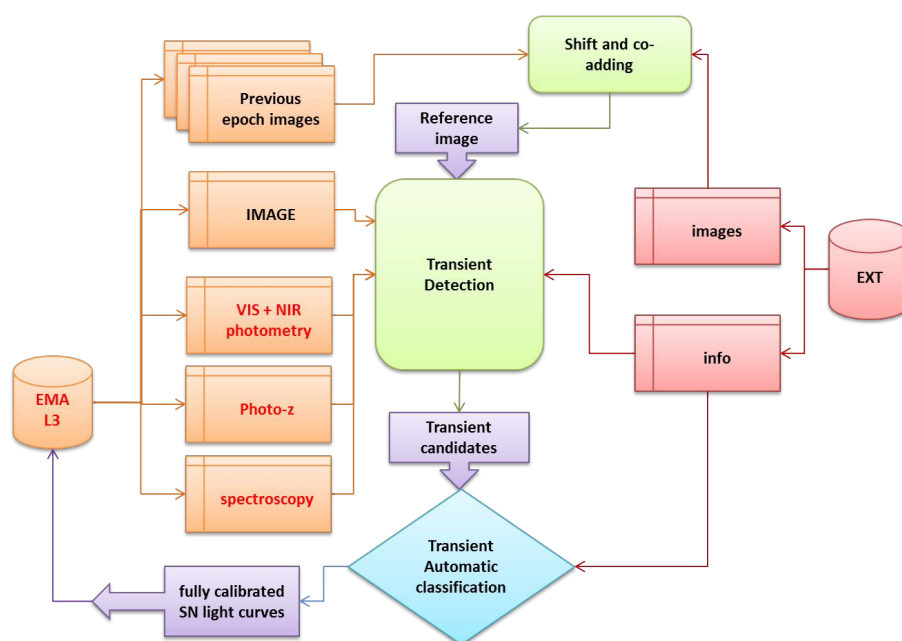 Shift and co-
adding
Previous
epoch images
Reference
image
IMAGE
images
Transient
Detection
EXT
VIS + NIR
photometry
info
EMA
L3
Photo-z
Transient
candidates
spectroscopy
Transient
Automatic
classification
fully calibrated
SN light curves